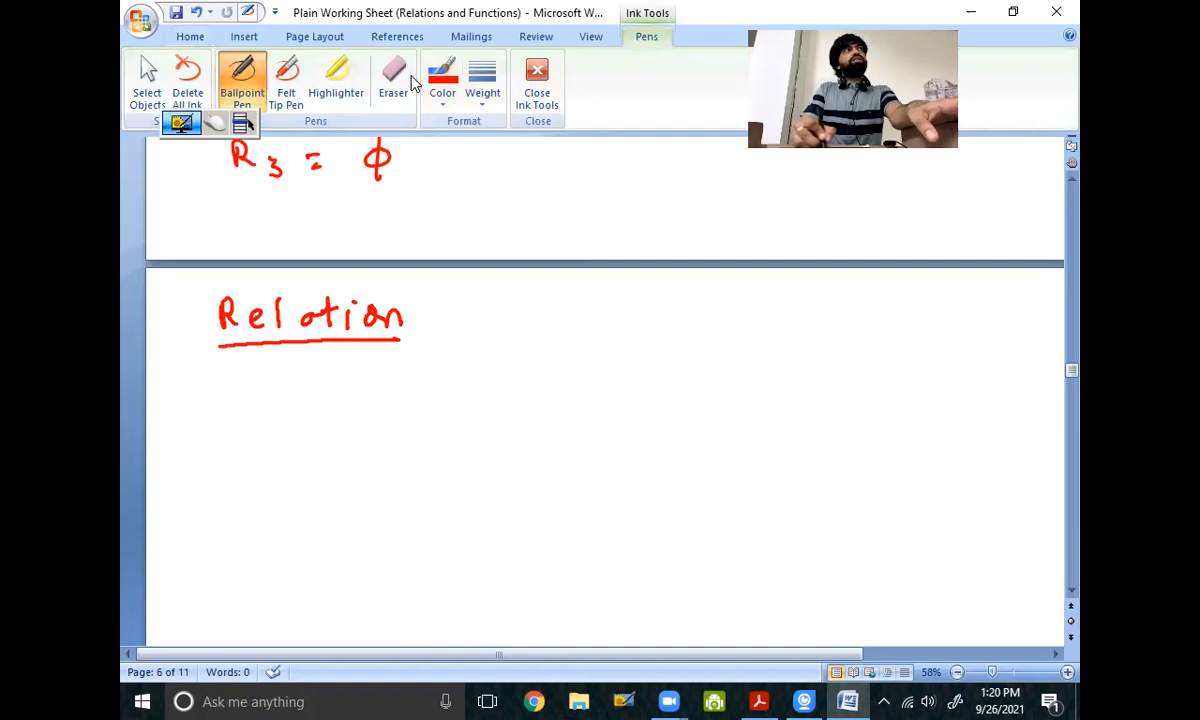 Plain Working Sheet (Relations and Functions) - Microsoft W...
Ink Tools
Home Insert Page Layout References Mailings Review View Pens
Select Objects
Delete All Ink
Ballpoint Pen
Felt Tip Pen
Highlighter
Eraser
Color
Weight
Close Ink Tools
S Pens Format Close
R3 = ϕ
Relation
Page: 6 of 11 Words: 0 58%
Ask me anything
1:20 PM
9/26/2021